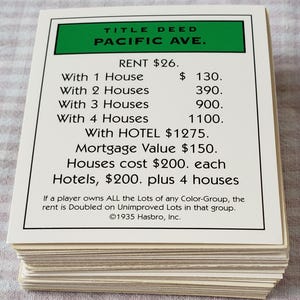 TITLE DEED
PACIFIC AVE.
RENT $26.
With 1 House $ 130.
With 2 Houses 390.
With 3 Houses 900.
With 4 Houses 1100.
With HOTEL $1275.
Mortgage Value $150.
Houses cost $200. each
Hotels, $200. plus 4 houses
If a player owns ALL the Lots of any Color-Group, the
rent is Doubled on Unimproved Lots in that group.
©1935 Hasbro, Inc.